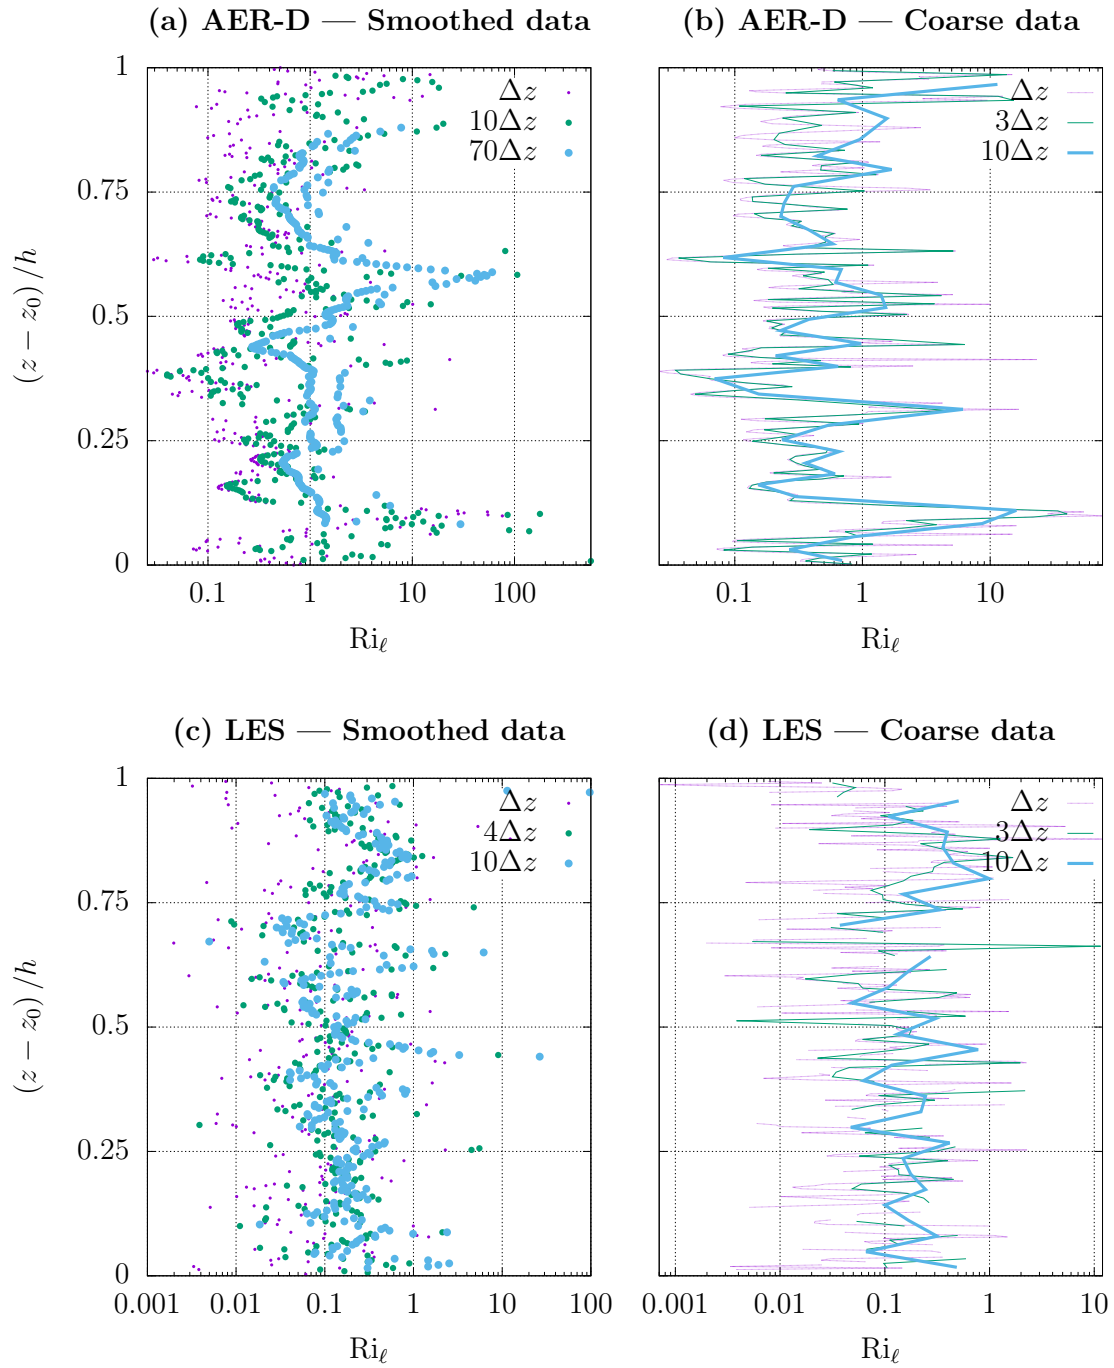 (a) AER-D — Smoothed data
(b) AER-D — Coarse data
1
0.75
0.5
0.25
0
(z − z₀) /h
Δz
10Δz
70Δz
0.1 1 10 100
Riℓ
Δz
3Δz
10Δz
0.1 1 10
Riℓ
(c) LES — Smoothed data
(d) LES — Coarse data
1
0.75
0.5
0.25
0
(z − z₀) /h
Δz
4Δz
10Δz
0.001 0.01 0.1 1 10 100
Riℓ
Δz
3Δz
10Δz
0.001 0.01 0.1 1 10
Riℓ